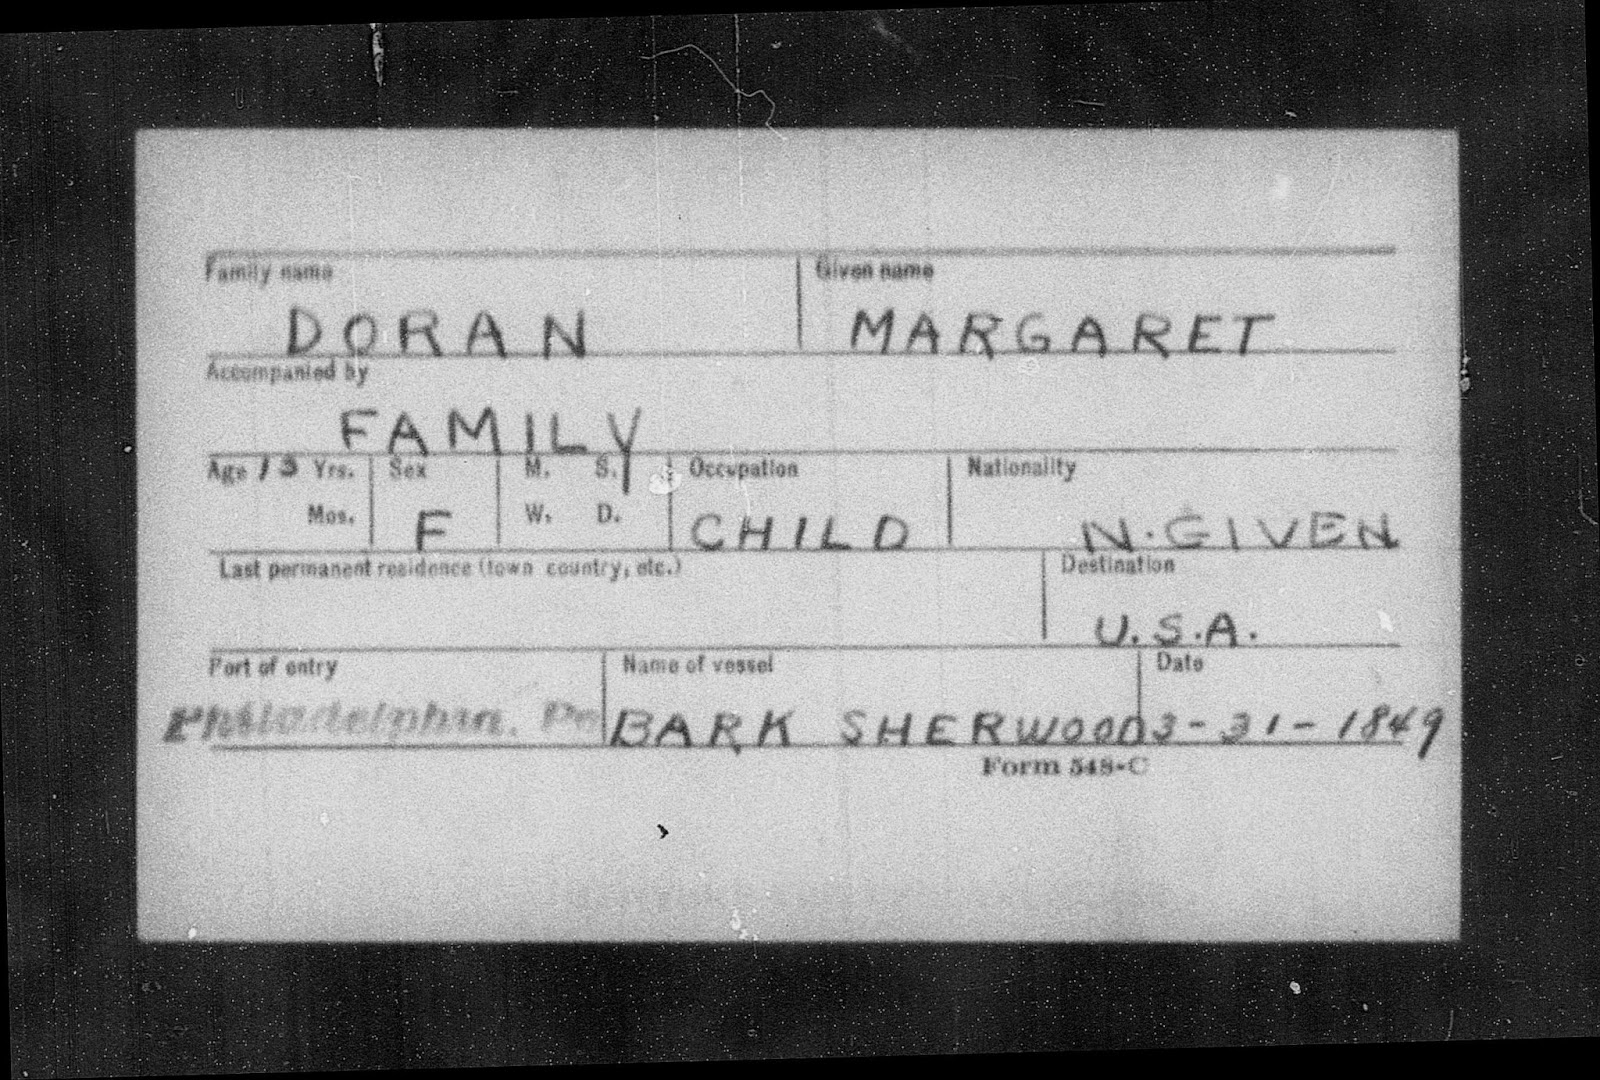 Family name Given name
DORAN MARGARET
Accompanied by
FAMILY
Age 13 Yrs. Sex M. S. Occupation Nationality
Mos. F W. D. CHILD N. GIVEN
Last permanent residence (town country, etc.) Destination
U.S.A.
Port of entry Name of vessel Date
Philadelphia, Pa BARK SHERWOOD 3-31-1849
Form 548-C